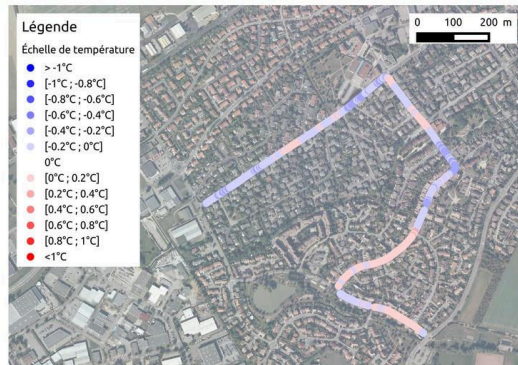 Légende
Échelle de température
> -1°C
[-1°C ; -0.8°C]
[-0.8°C ; -0.6°C]
[-0.6°C ; -0.4°C]
[-0.4°C ; -0.2°C]
[-0.2°C ; 0°C]
0°C
[0°C ; 0.2°C]
[0.2°C ; 0.4°C]
[0.4°C ; 0.6°C]
[0.6°C ; 0.8°C]
[0.8°C ; 1°C]
<1°C
0 100 200 m